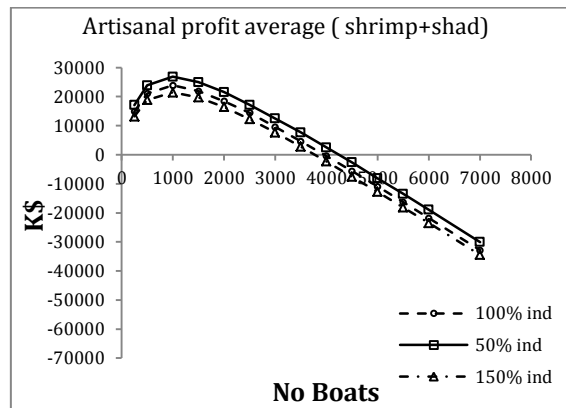 Artisanal profit average ( shrimp+shad)
30000
20000
10000
0
-10000
-20000
-30000
-40000
-50000
-60000
-70000
0 1000 2000 3000 4000 5000 6000 7000 8000
K$
No Boats
100% ind
50% ind
150% ind